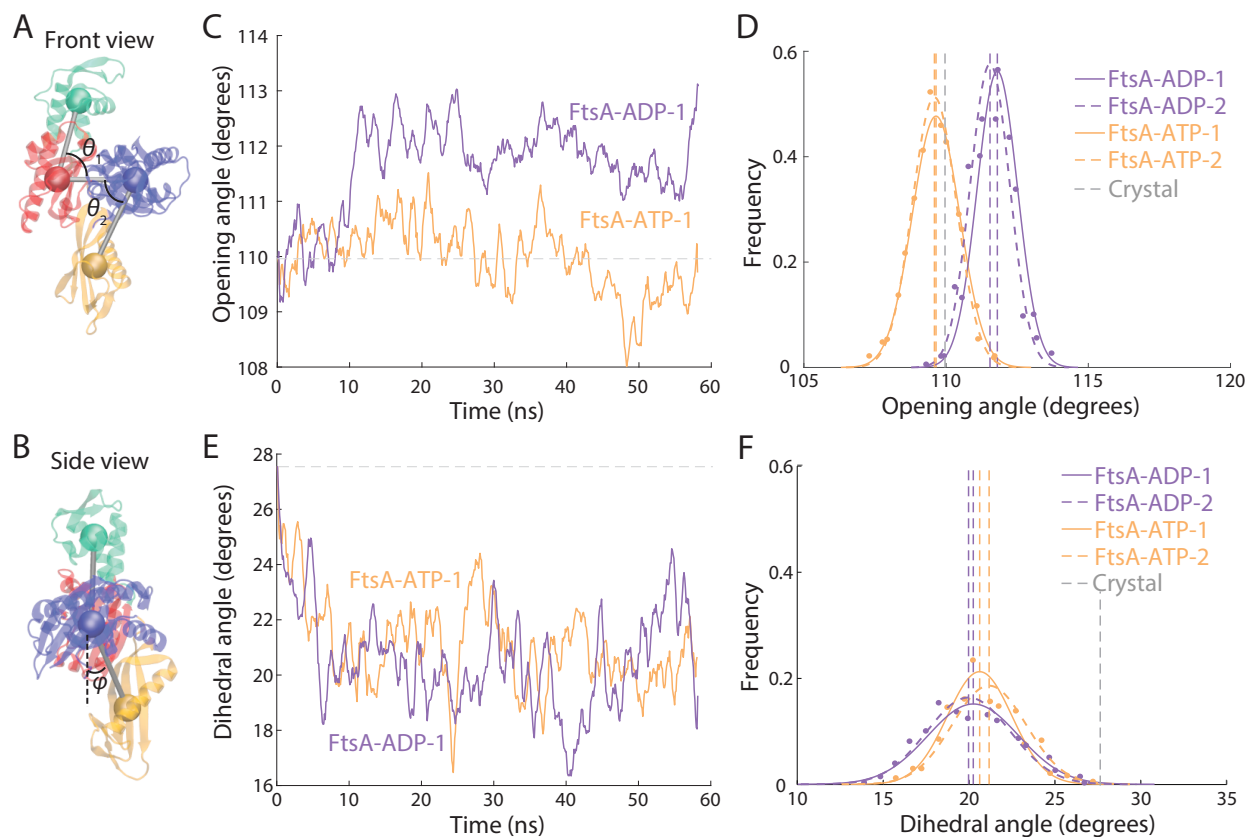 A
Front view
θ1
θ2
C
114
113
112
111
110
109
108
Opening angle (degrees)
FtsA-ADP-1
FtsA-ATP-1
0
10
20
30
40
50
60
Time (ns)
D
0.6
0.4
0.2
0
Frequency
FtsA-ADP-1
FtsA-ADP-2
FtsA-ATP-1
FtsA-ATP-2
Crystal
105
110
115
120
Opening angle (degrees)
B
Side view
φ
E
28
26
24
22
20
18
16
Dihedral angle (degrees)
FtsA-ATP-1
FtsA-ADP-1
0
10
20
30
40
50
60
Time (ns)
F
0.6
0.4
0.2
0
Frequency
FtsA-ADP-1
FtsA-ADP-2
FtsA-ATP-1
FtsA-ATP-2
Crystal
10
15
20
25
30
35
Dihedral angle (degrees)